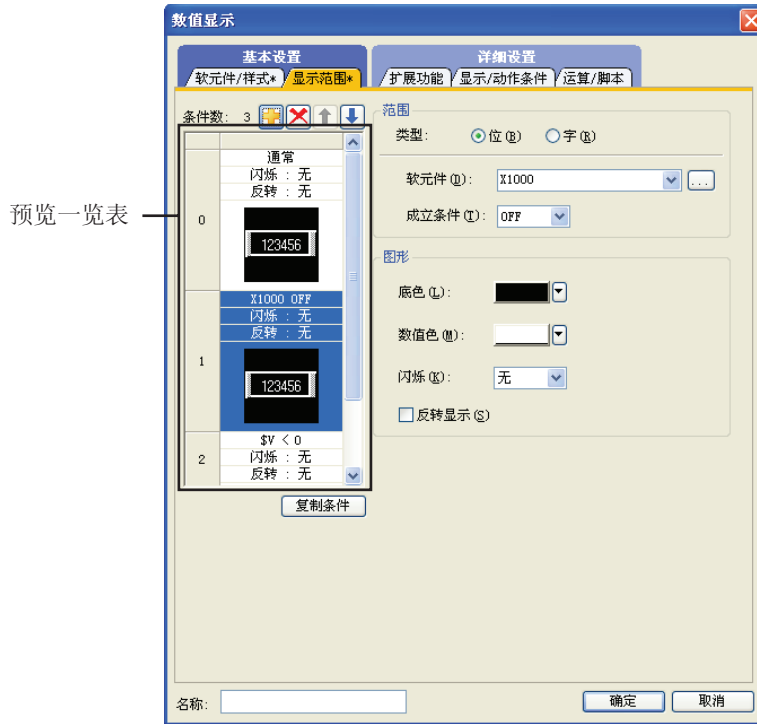 数值显示
基本设置
详细设置
软元件/样式* 显示范围* 扩展功能 显示/动作条件 运算/脚本
条件数: 3
预览一览表
通常
闪烁 : 无
反转 : 无
0
123456
X1000 OFF
闪烁 : 无
反转 : 无
1
123456
$V < 0
闪烁 : 无
反转 : 无
2
复制条件
范围
类型: 位(B) 字(R)
软元件(D): X1000 ...
成立条件(T): OFF
图形
底色(L):
数值色(M):
闪烁(K): 无
反转显示(S)
名称:
确定 取消